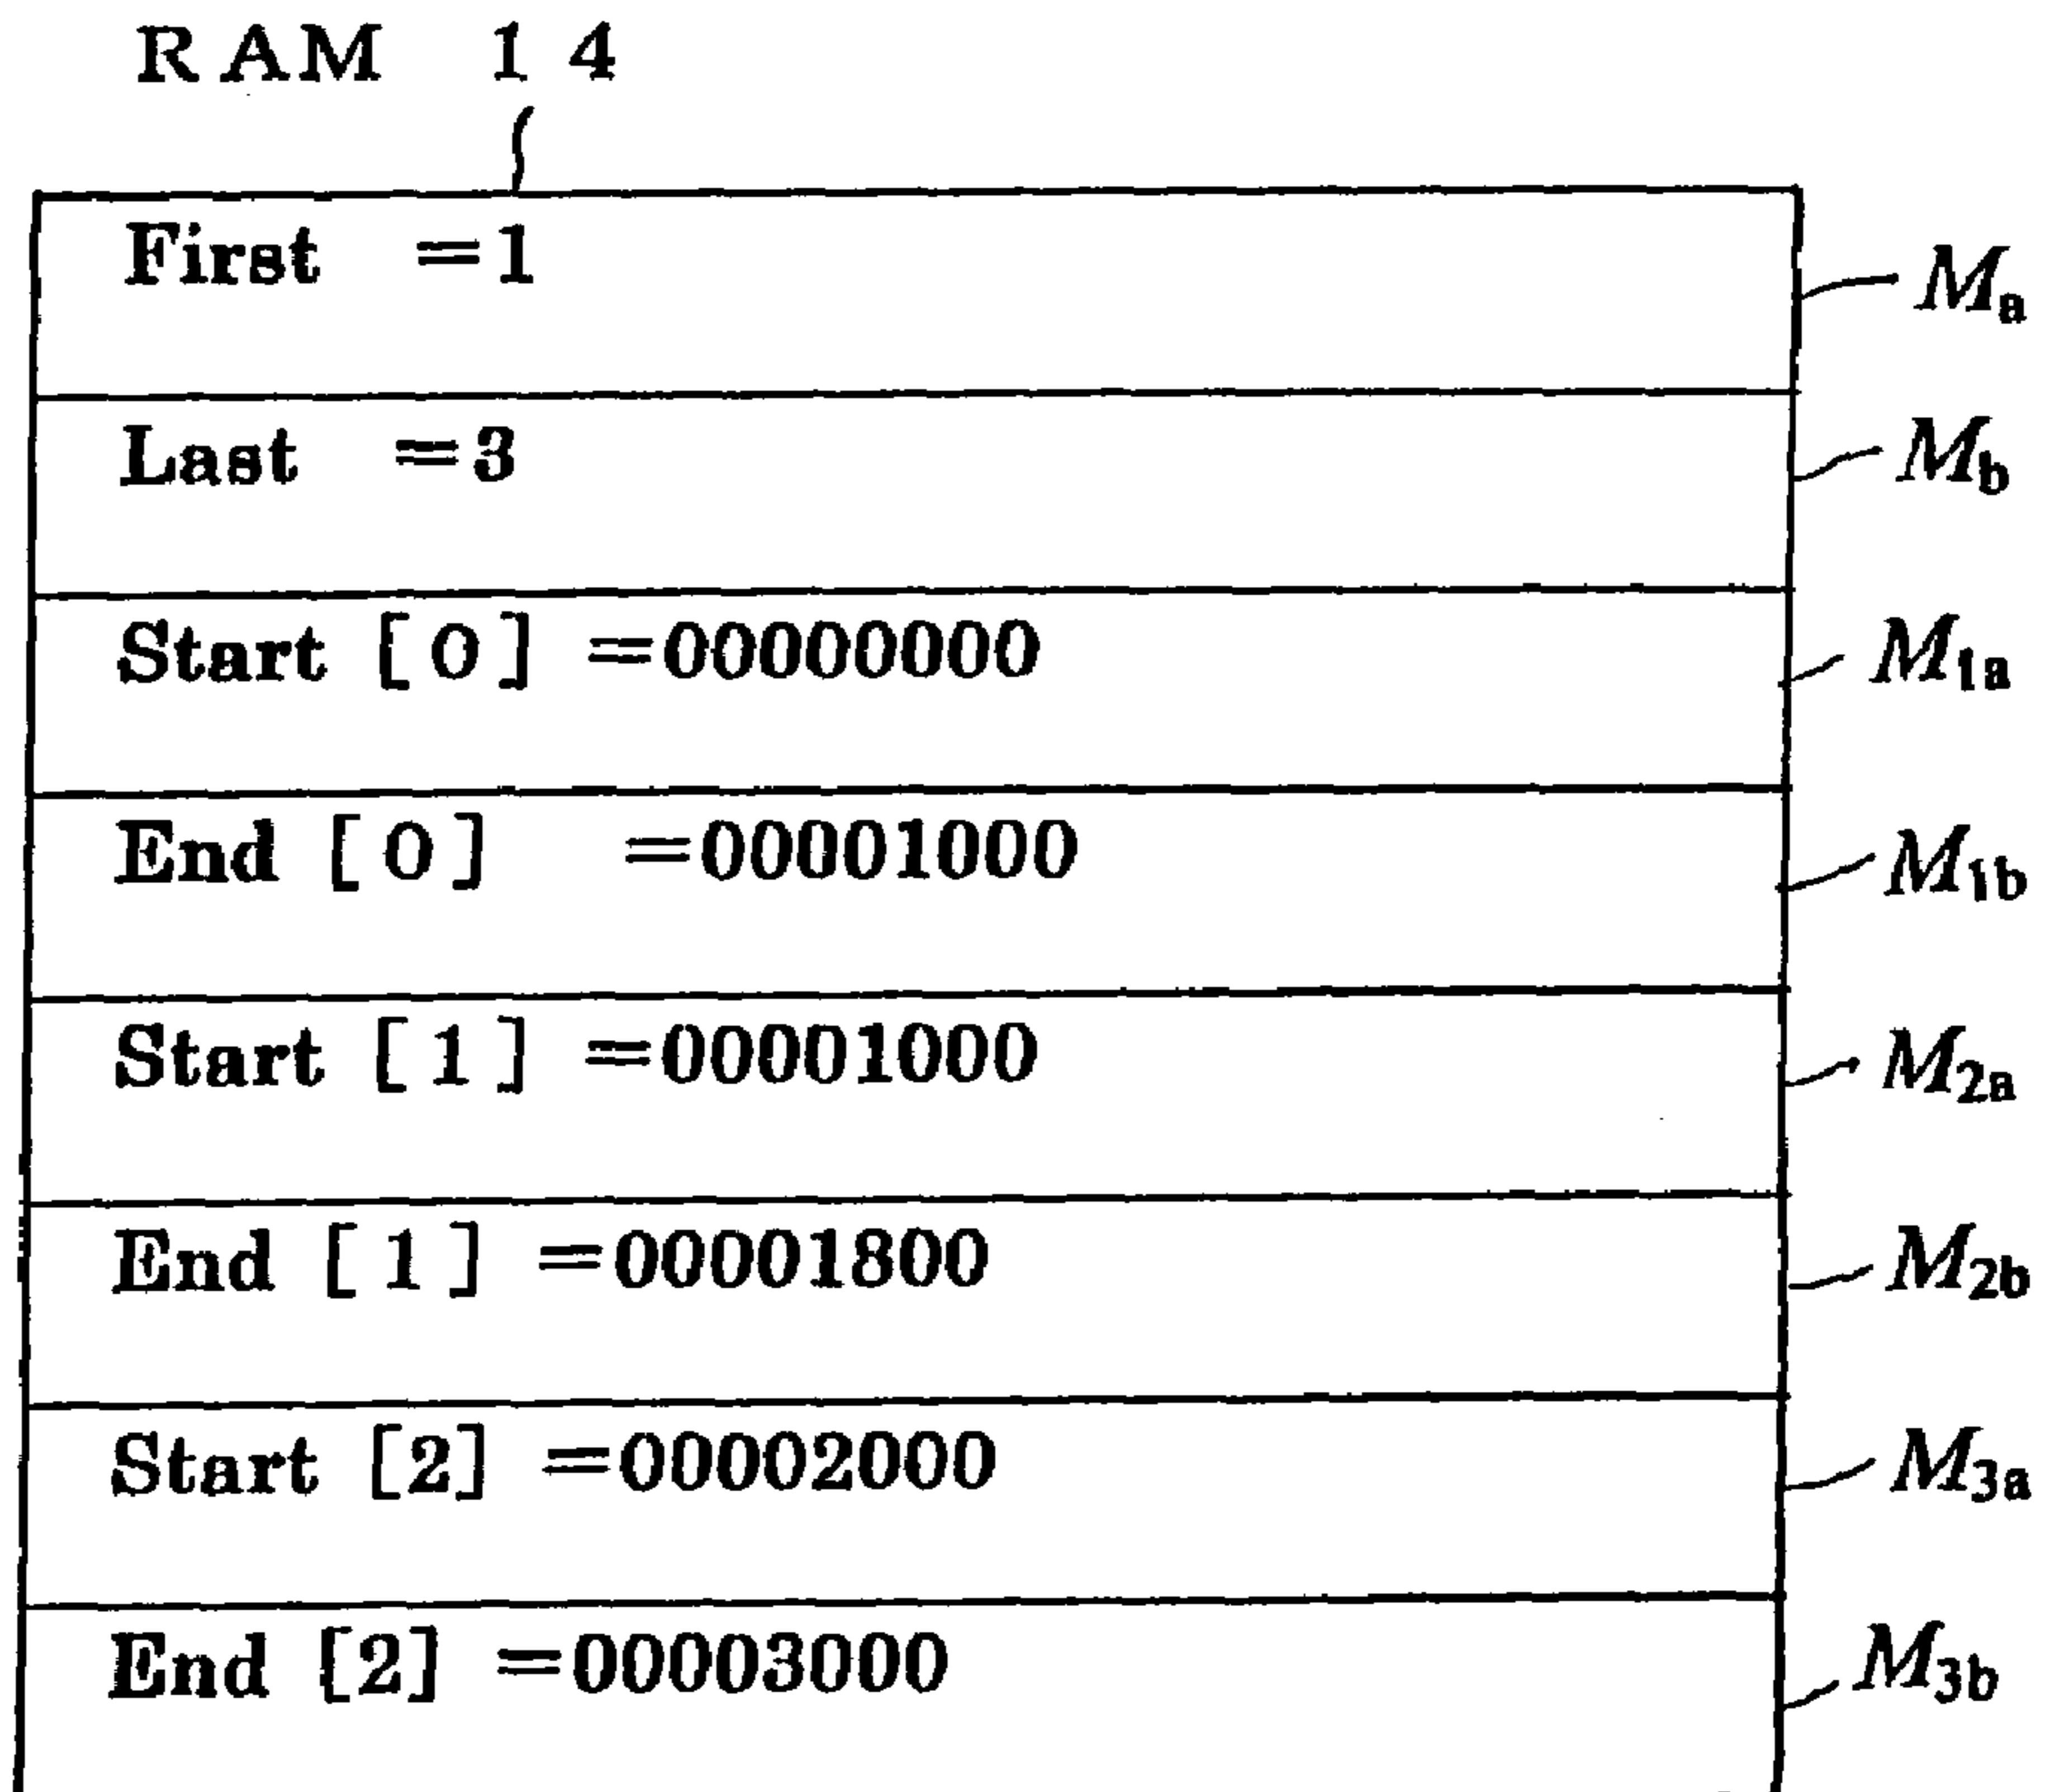 RAM 14
First =1 Ma
Last =3 Mb
Start [0] =00000000 M1a
End [0] =00001000 M1b
Start [1] =00001000 M2a
End [1] =00001800 M2b
Start [2] =00002000 M3a
End [2] =00003000 M3b